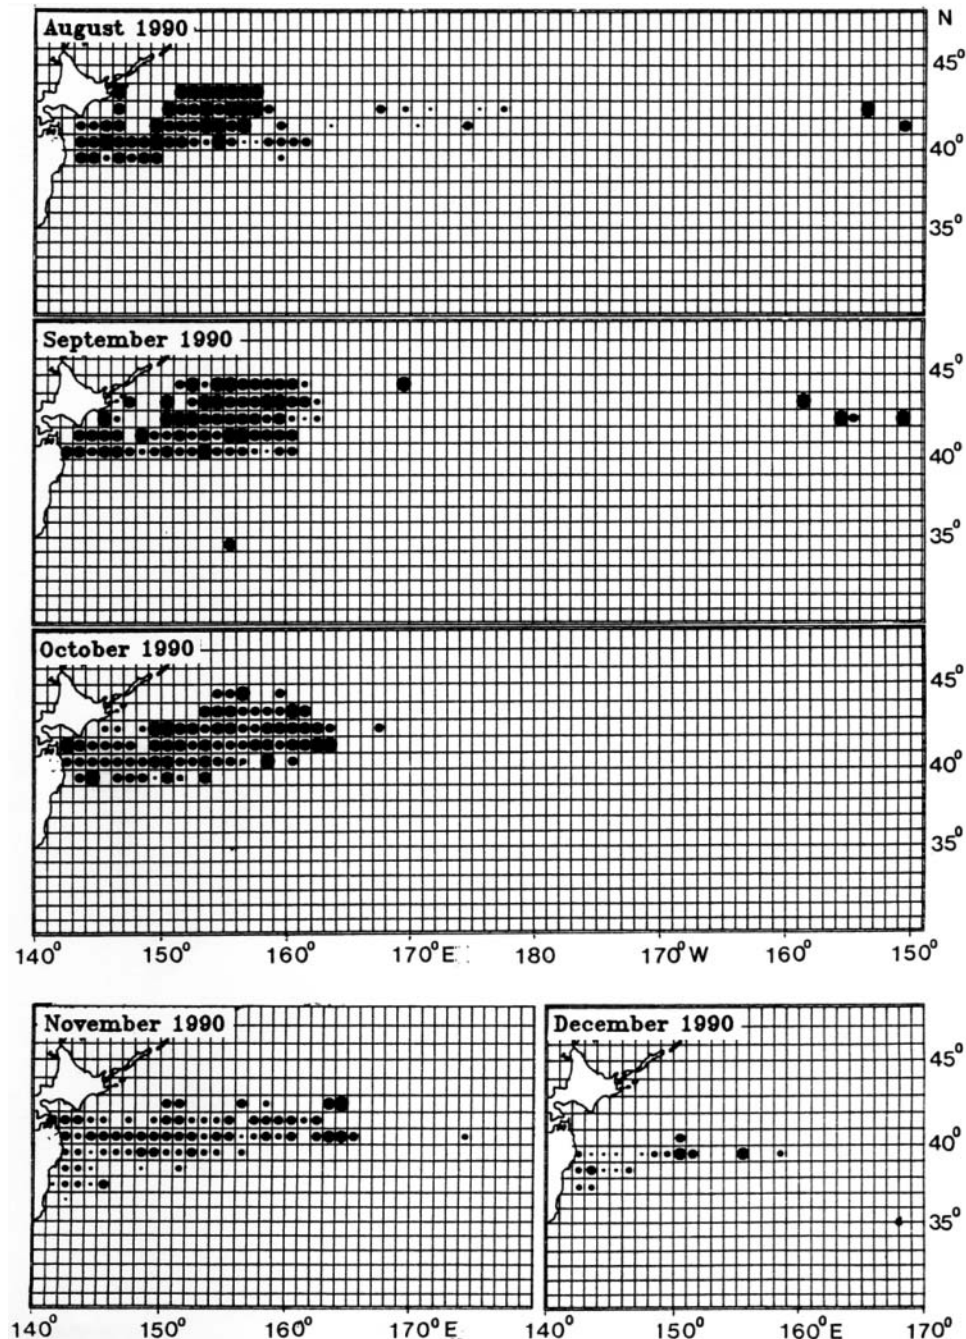 August 1990
N
45°
40°
35°
September 1990
45°
40°
35°
October 1990
45°
40°
35°
140° 150° 160° 170° E 180 170° W 160° 150°
November 1990
December 1990
45°
40°
35°
140° 150° 160° 170° E 140° 150° 160° E 170°